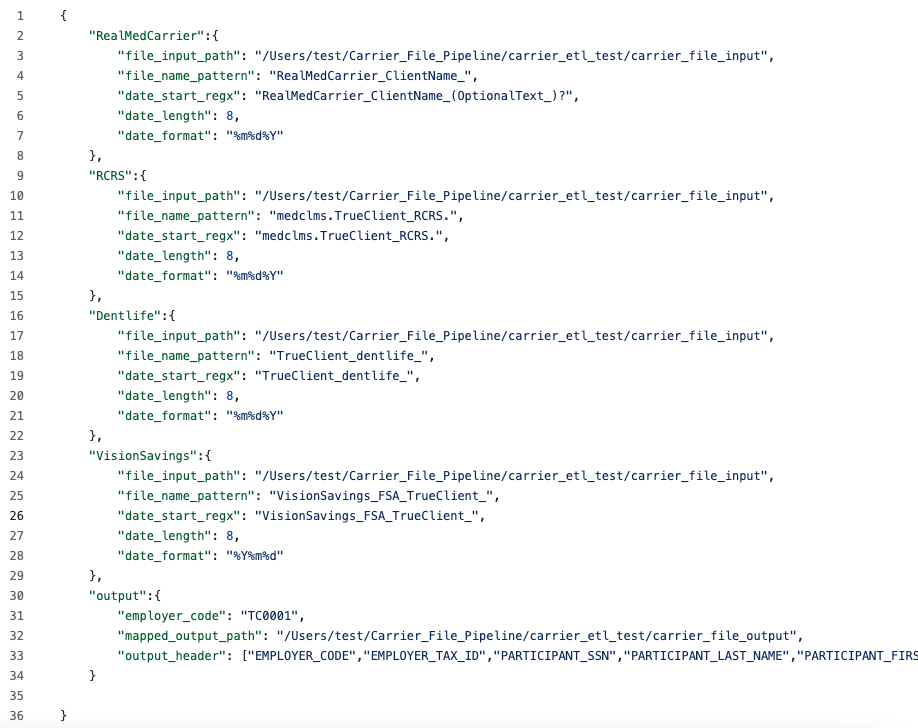 1 {
2 "RealMedCarrier":{
3 "file_input_path": "/Users/test/Carrier_File_Pipeline/carrier_etl_test/carrier_file_input",
4 "file_name_pattern": "RealMedCarrier_ClientName_",
5 "date_start_regx": "RealMedCarrier_ClientName_(OptionalText_)?",
6 "date_length": 8,
7 "date_format": "%m%d%Y"
8 },
9 "RCRS":{
10 "file_input_path": "/Users/test/Carrier_File_Pipeline/carrier_etl_test/carrier_file_input",
11 "file_name_pattern": "medclms.TrueClient_RCRS.",
12 "date_start_regx": "medclms.TrueClient_RCRS.",
13 "date_length": 8,
14 "date_format": "%m%d%Y"
15 },
16 "Dentlife":{
17 "file_input_path": "/Users/test/Carrier_File_Pipeline/carrier_etl_test/carrier_file_input",
18 "file_name_pattern": "TrueClient_dentlife_",
19 "date_start_regx": "TrueClient_dentlife_",
20 "date_length": 8,
21 "date_format": "%m%d%Y"
22 },
23 "VisionSavings":{
24 "file_input_path": "/Users/test/Carrier_File_Pipeline/carrier_etl_test/carrier_file_input",
25 "file_name_pattern": "VisionSavings_FSA_TrueClient_",
26 "date_start_regx": "VisionSavings_FSA_TrueClient_",
27 "date_length": 8,
28 "date_format": "%Y%m%d"
29 },
30 "output":{
31 "employer_code": "TC0001",
32 "mapped_output_path": "/Users/test/Carrier_File_Pipeline/carrier_etl_test/carrier_file_output",
33 "output_header": ["EMPLOYER_CODE","EMPLOYER_TAX_ID","PARTICIPANT_SSN","PARTICIPANT_LAST_NAME","PARTICIPANT_FIRS
34 }
35
36 }